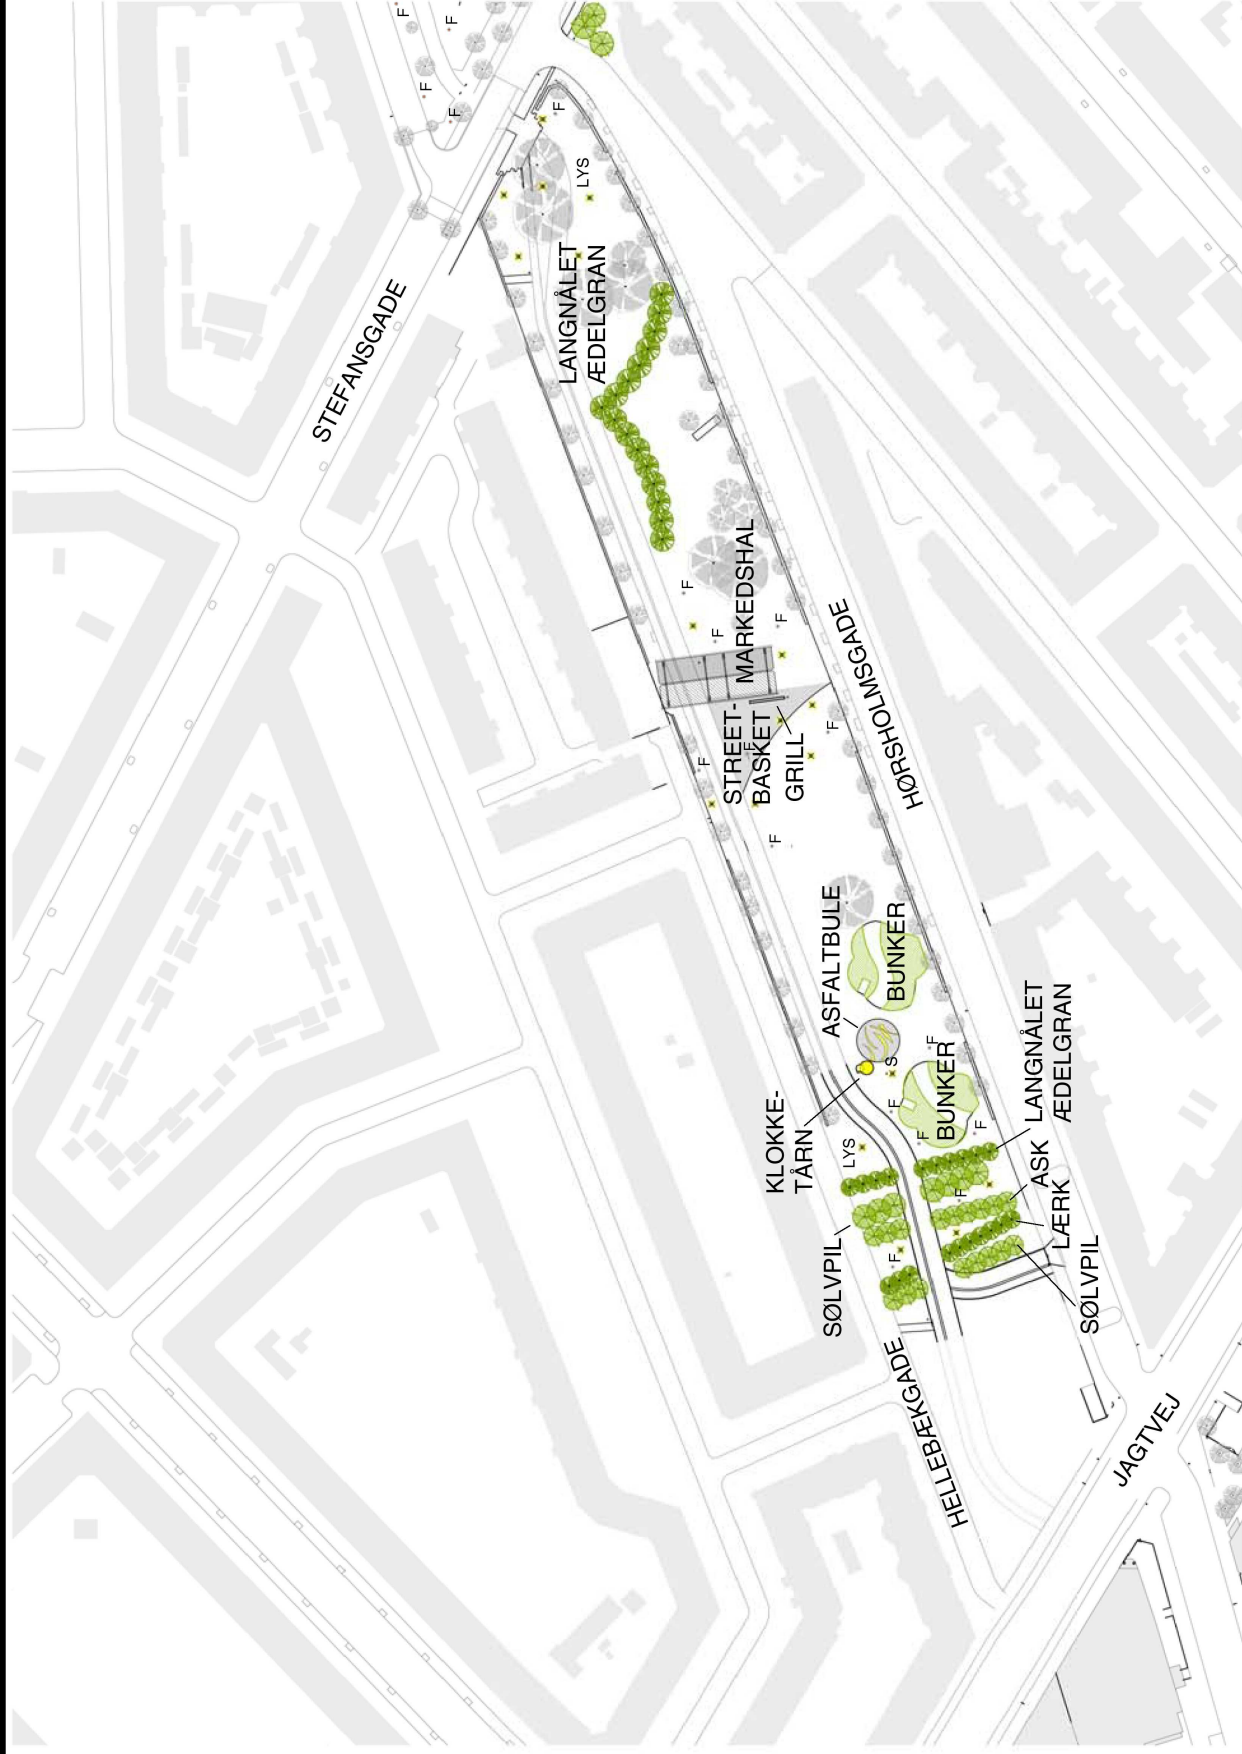 STEFANSGADE
F
F
F
F
F
LYS
LANGNÅLET
ÆDELGRAN
MARKEDSHAL
F
F
F
STREET-
BASKET
GRILL
F
F
F
F
HØRSHOLMSGADE
ASFALTBULE
BUNKER
KLOKKE-
TÅRN
S
F
BUNKER
F
F
F
LYS
LANGNÅLET
ÆDELGRAN
ASK
LÆRK
SØLVPIL
SØLVPIL
F
F
HELLEBÆKGADE
JAGTVEJ